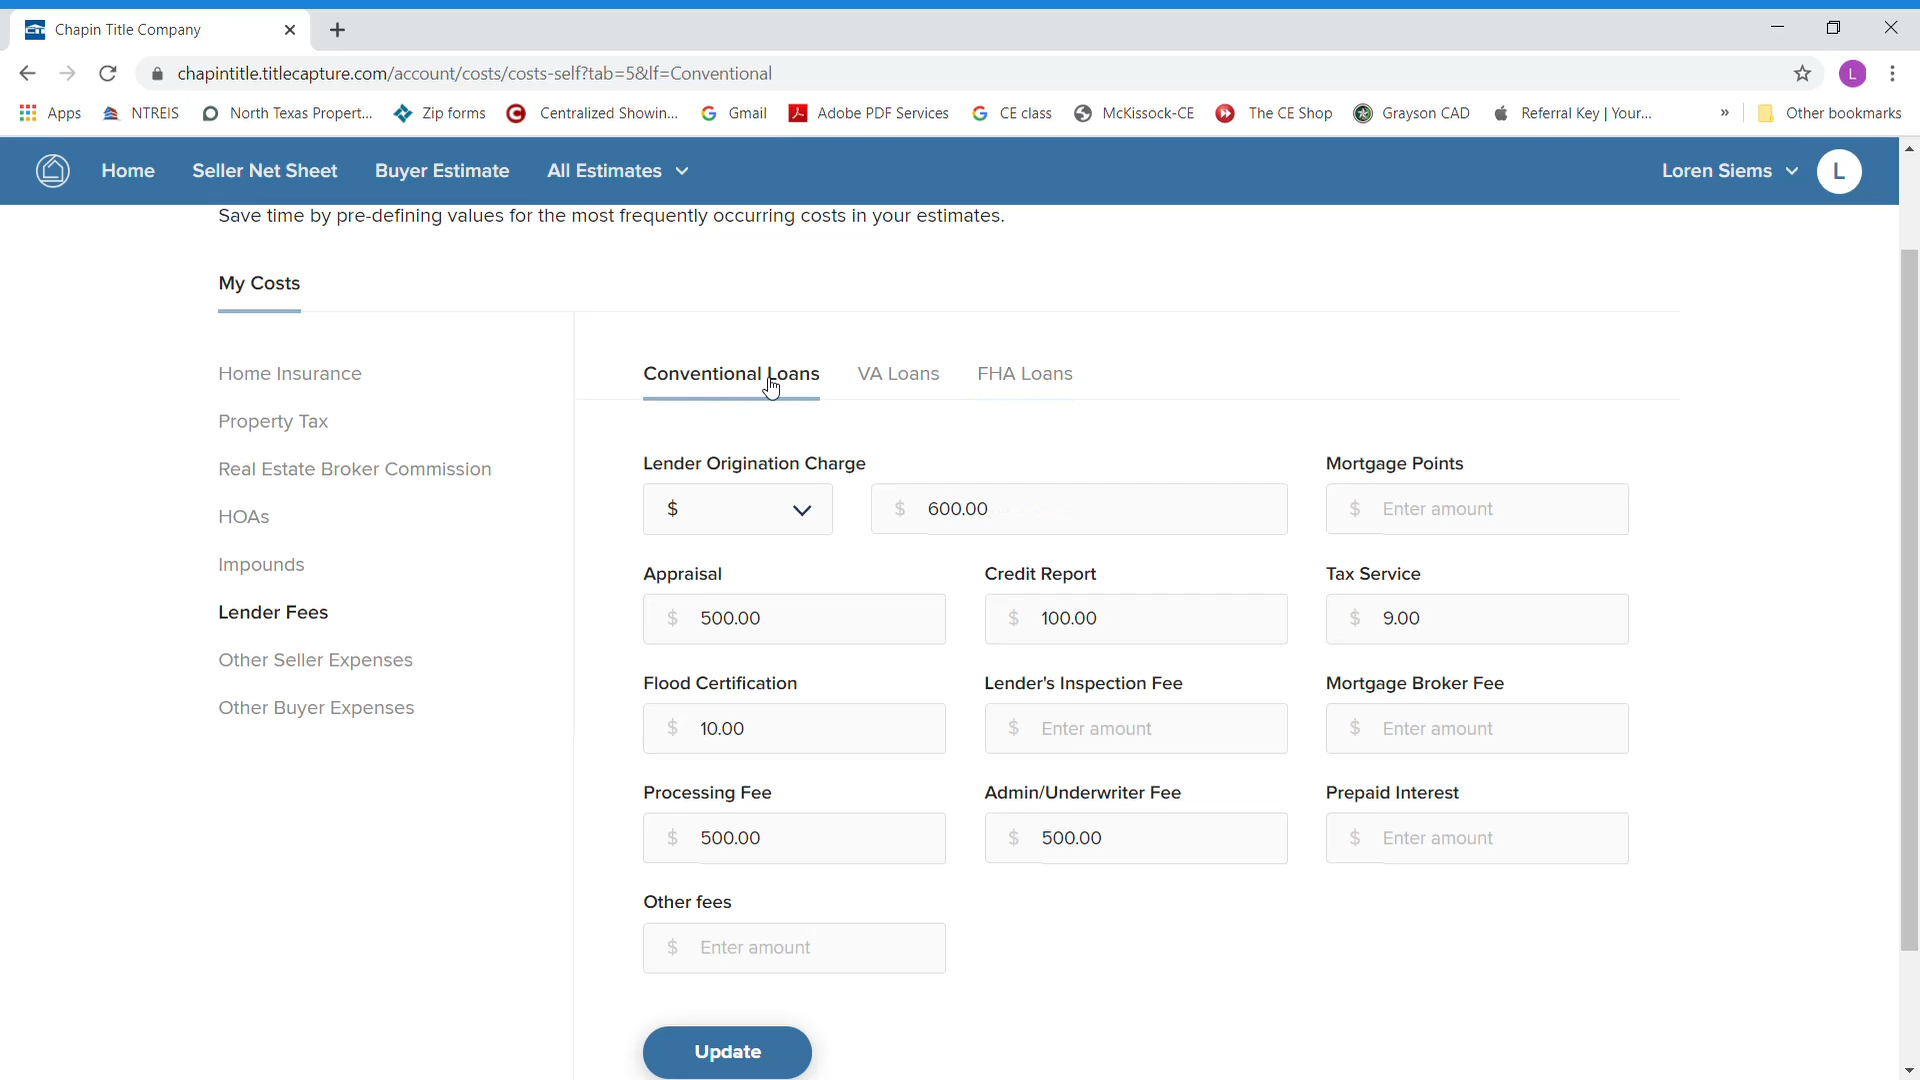 Chapin Title Company
chapintitle.titlecapture.com/account/costs/costs-self?tab=5&lf=Conventional
L
Apps NTREIS North Texas Propert... Zip forms Centralized Showin... Gmail Adobe PDF Services CE class McKissock-CE The CE Shop Grayson CAD Referral Key | Your... » Other bookmarks
Home Seller Net Sheet Buyer Estimate All Estimates Loren Siems L
Save time by pre-defining values for the most frequently occurring costs in your estimates.
My Costs
Home Insurance
Property Tax
Real Estate Broker Commission
HOAs
Impounds
Lender Fees
Other Seller Expenses
Other Buyer Expenses
Conventional Loans VA Loans FHA Loans
Lender Origination Charge Mortgage Points
$ $ 600.00 $ Enter amount
Appraisal Credit Report Tax Service
$ 500.00 $ 100.00 $ 9.00
Flood Certification Lender's Inspection Fee Mortgage Broker Fee
$ 10.00 $ Enter amount $ Enter amount
Processing Fee Admin/Underwriter Fee Prepaid Interest
$ 500.00 $ 500.00 $ Enter amount
Other fees
$ Enter amount
Update